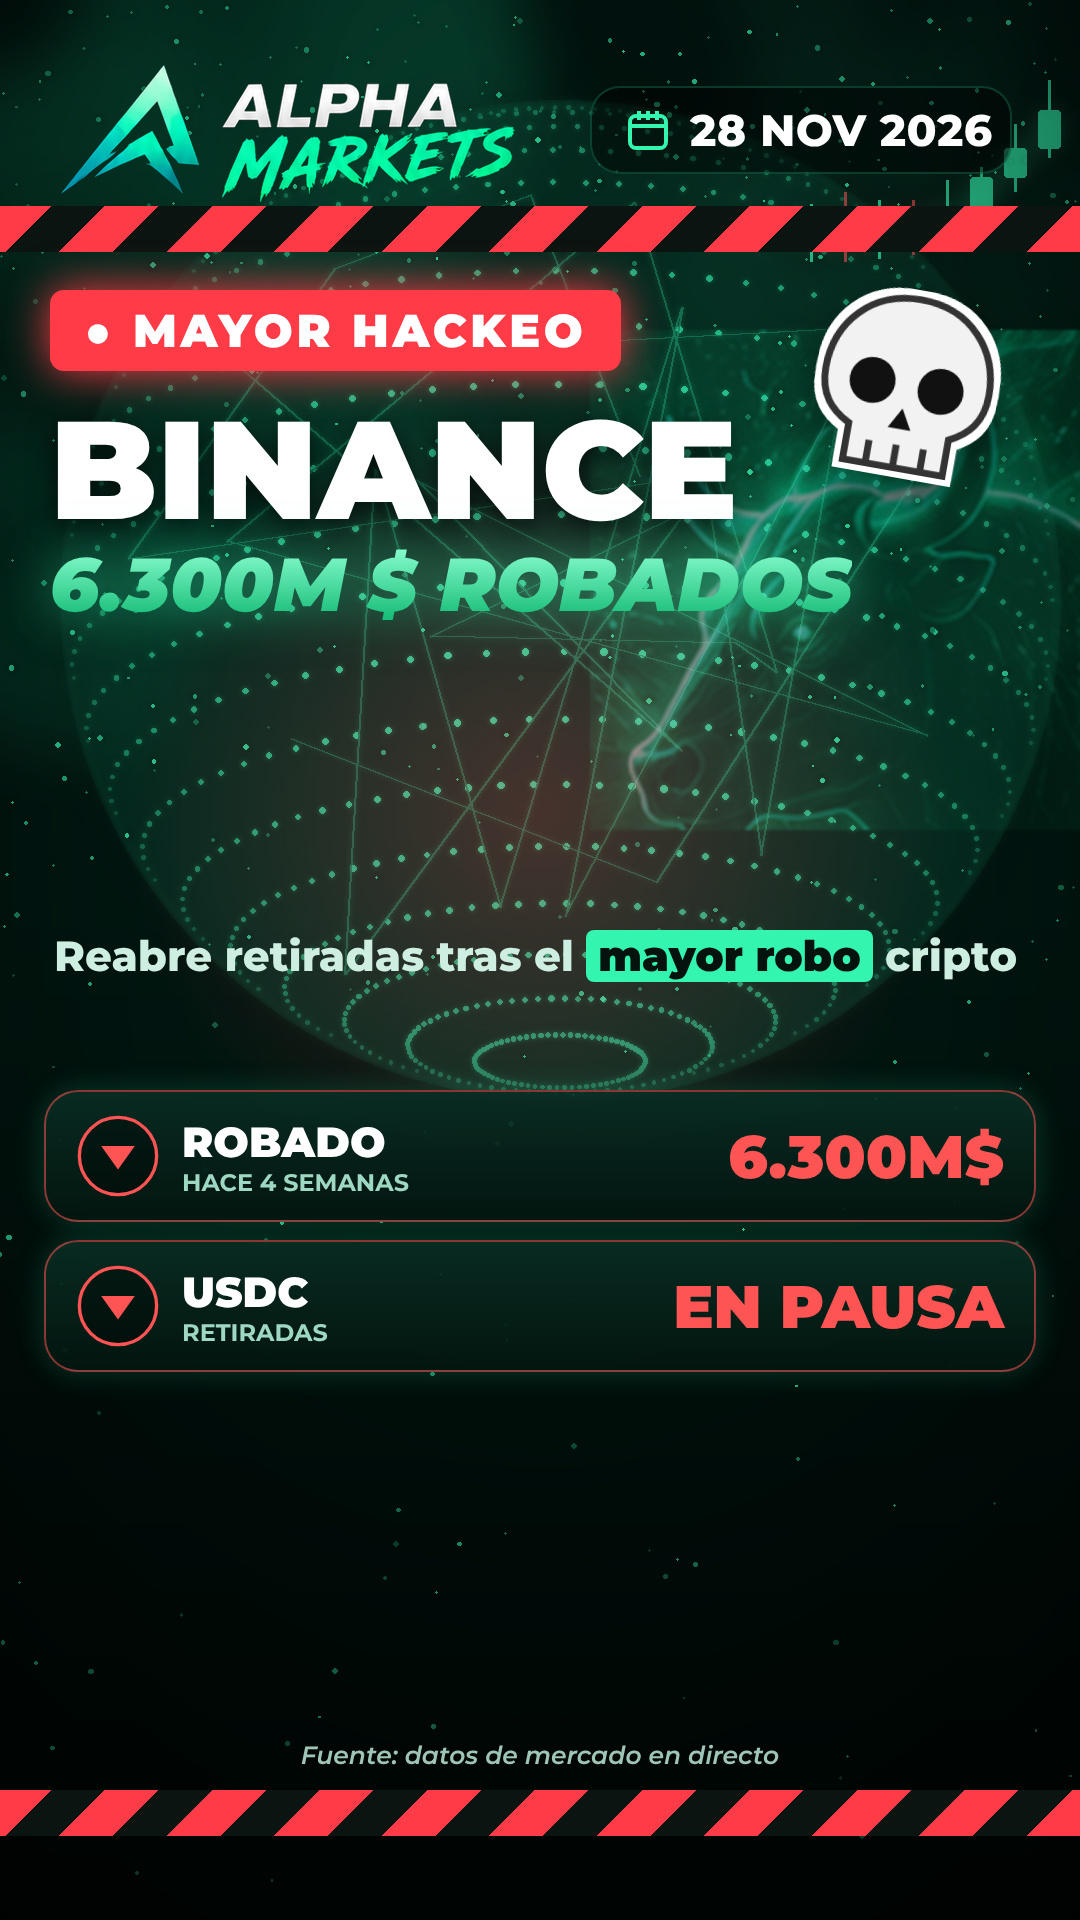 ALPHA
MARKETS
28 NOV 2026
MAYOR HACKEO
BINANCE
6.300M $ ROBADOS
Reabre retiradas tras el mayor robo cripto
ROBADO
HACE 4 SEMANAS
6.300M$
USDC
RETIRADAS
EN PAUSA
Fuente: datos de mercado en directo